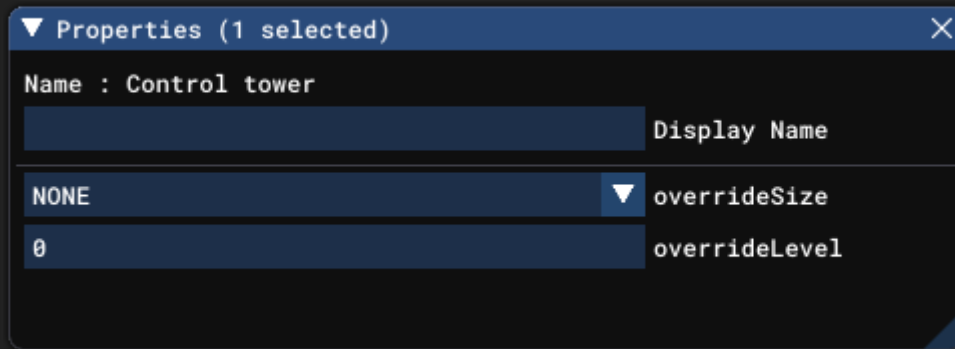 Properties (1 selected)
Name : Control tower
Display Name
NONE overrideSize
0 overrideLevel